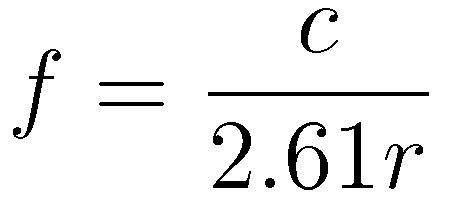 f = c / 2.61r